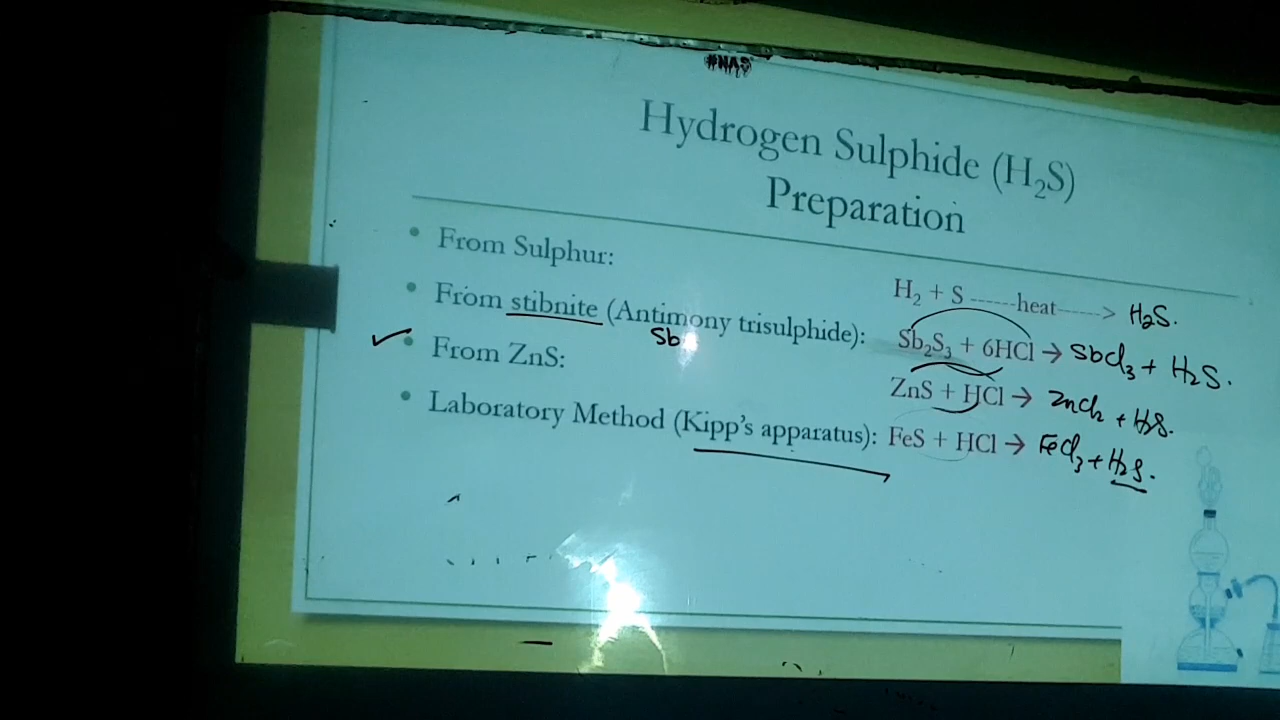 #NAS
Hydrogen Sulphide (H₂S)
Preparation
• From Sulphur: H₂ + S ------heat------> H₂S.
• From stibnite (Antimony trisulphide): Sb₂S₃ + 6HCl → SbCl₃ + H₂S.
Sb
• From ZnS: ZnS + HCl → ZnCl₂ + H₂S.
• Laboratory Method (Kipp's apparatus): FeS + HCl → FeCl₃ + H₂S.